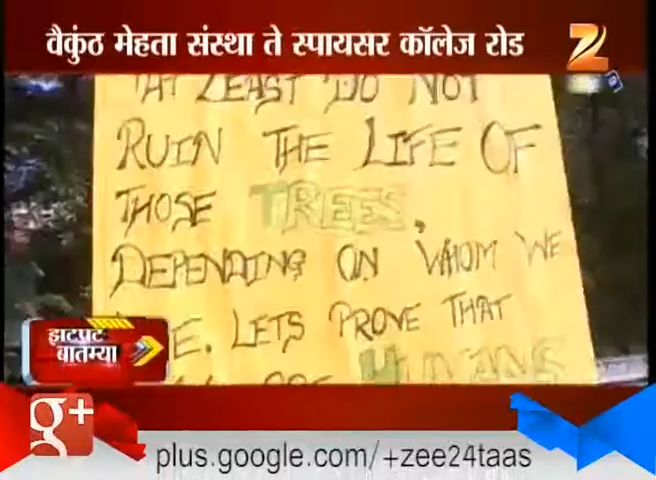 वैकुंठ मेहता संस्था ते स्पायसर कॉलेज रोड
AT LEAST DO NOT
RUIN THE LIFE OF
THOSE TREES,
DEPENDING ON WHOM WE
LETS PROVE THAT
HUMANS
झटपट
बातम्या
g+
plus.google.com/+zee24taas